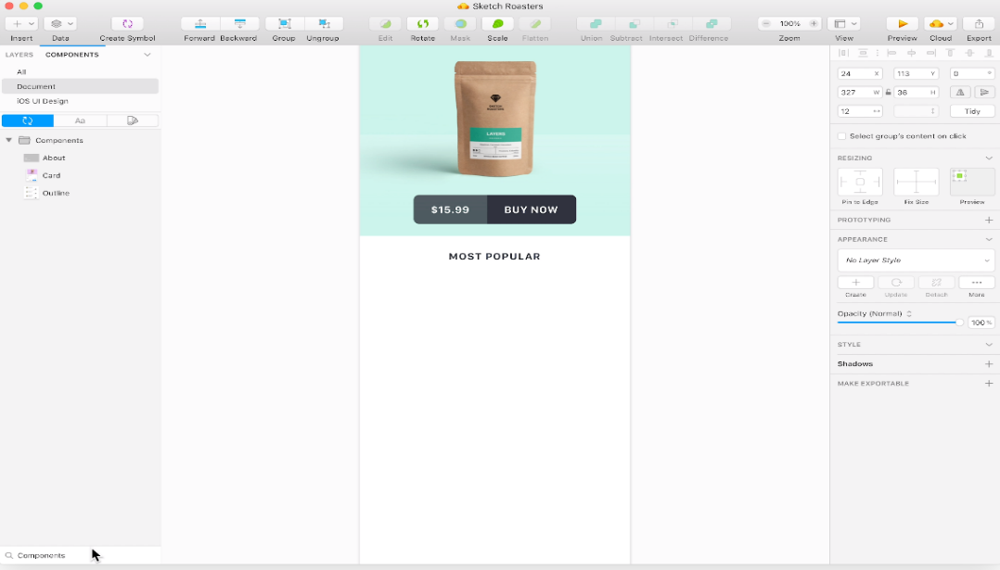 Sketch Roasters
100%
Insert Data Create Symbol Forward Backward Group Ungroup Edit Rotate Mask Scale Flatten Union Subtract Intersect Difference Zoom View Preview Cloud Export
LAYERS COMPONENTS
All
Document
iOS UI Design
Aa
Components
About
Card
Outline
Components
SKETCH
ROASTERS
LAYERS
$15.99 BUY NOW
MOST POPULAR
24 X 113 Y 0 °
327 W 36 H
12 Tidy
Select group's content on click
RESIZING
Pin to Edge Fix Size Preview
PROTOTYPING
APPEARANCE
No Layer Style
Create Update Detach More
Opacity (Normal)
100 %
STYLE
Shadows
MAKE EXPORTABLE